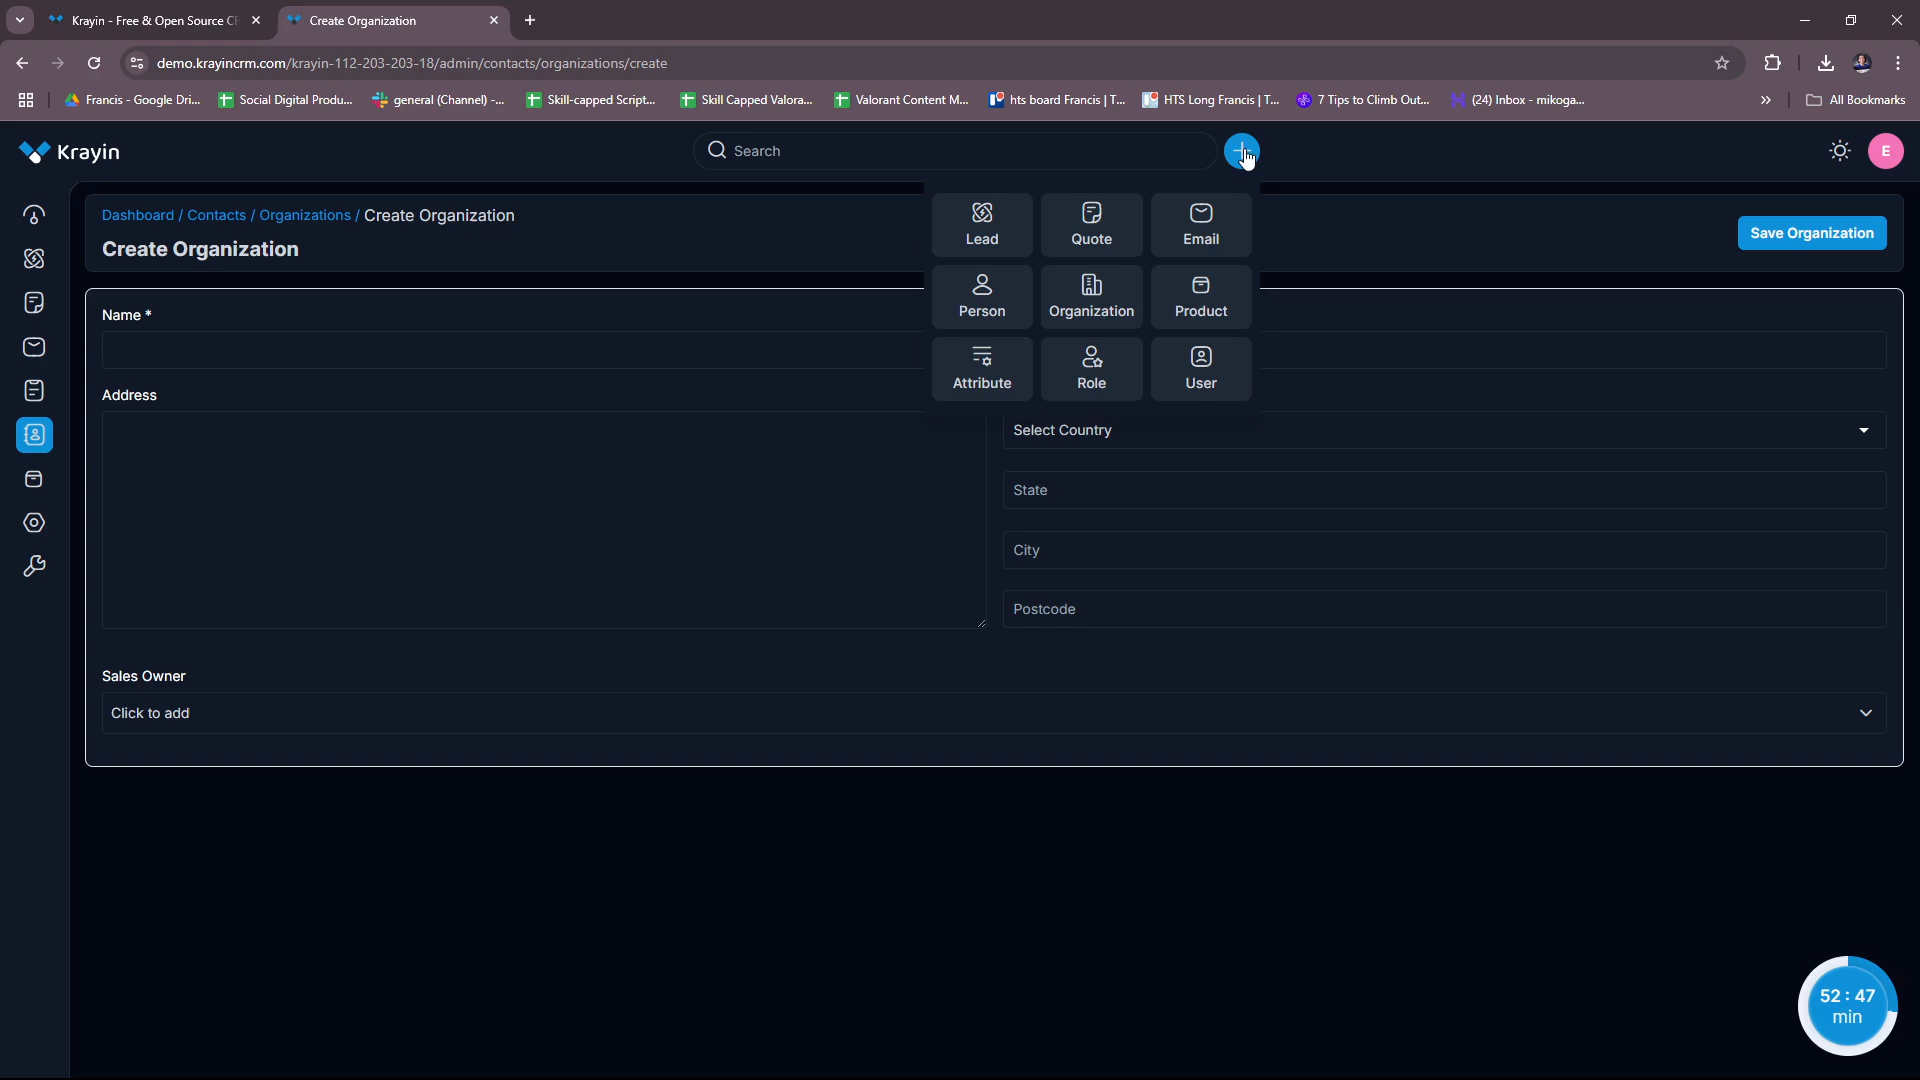 Krayin - Free & Open Source C
Create Organization
demo.krayincrm.com/krayin-112-203-203-18/admin/contacts/organizations/create
Francis - Google Dri...
Social Digital Produ...
general (Channel) -...
Skill-capped Script...
Skill Capped Valora...
Valorant Content M...
hts board Francis | T...
HTS Long Francis | T...
7 Tips to Climb Out...
(24) Inbox - mikoga...
All Bookmarks
Krayin
Search
E
Dashboard / Contacts / Organizations / Create Organization
Create Organization
Save Organization
Lead
Quote
Email
Person
Organization
Product
Attribute
Role
User
Name *
Address
Select Country
State
City
Postcode
Sales Owner
Click to add
52 : 47
min